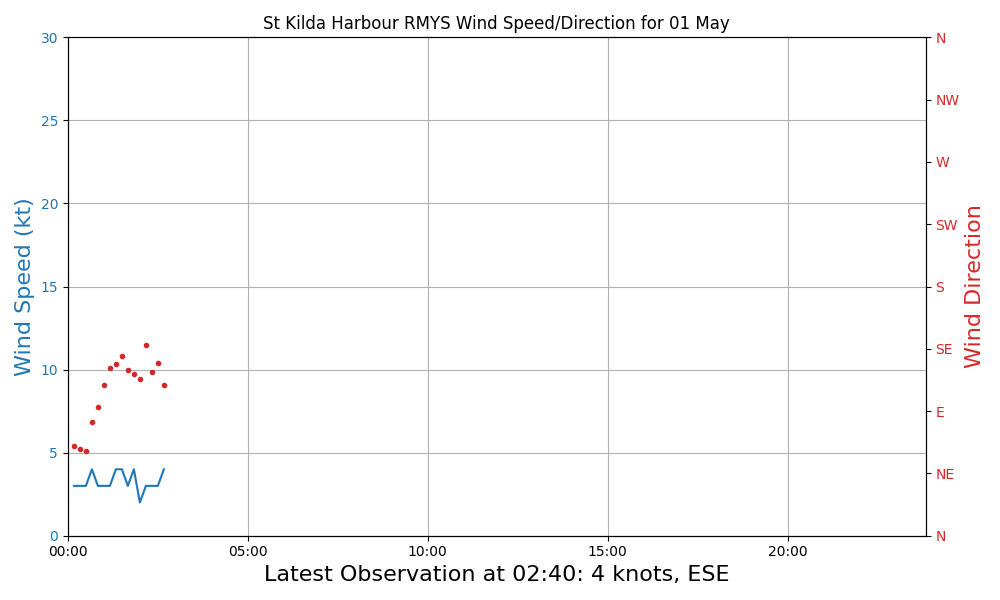 St Kilda Harbour RMYS Wind Speed/Direction for 01 May
30
25
20
15
10
5
0
Wind Speed (kt)
N
NW
W
SW
S
SE
E
NE
N
Wind Direction
00:00 05:00 10:00 15:00 20:00
Latest Observation at 02:40: 4 knots, ESE